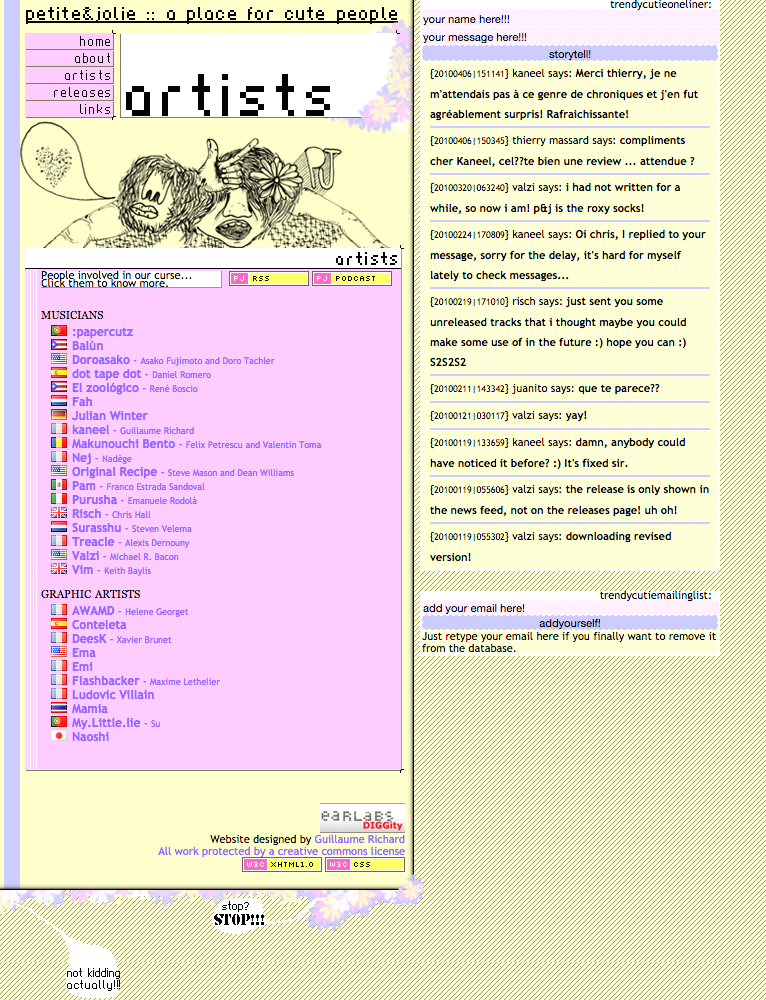 petite&jolie :: a place for cute people
home
about
artists
releases
links
artists
PJ
artists
People involved in our curse...
Click them to know more.
PJ RSS
PJ PODCAST
MUSICIANS
:papercutz
Balùn
Doroasako - Asako Fujimoto and Doro Tachler
dot tape dot - Daniel Romero
El zoológico - René Boscio
Fah
Julian Winter
kaneel - Guillaume Richard
Makunouchi Bento - Felix Petrescu and Valentin Toma
Nej - Nadège
Original Recipe - Steve Mason and Dean Williams
Pam - Franco Estrada Sandoval
Purusha - Emanuele Rodolà
Risch - Chris Hall
Surasshu - Steven Velema
Treacle - Alexis Dernouny
Valzi - Michael R. Bacon
Vim - Keith Baylis
GRAPHIC ARTISTS
AWAMD - Helene Georget
Conteleta
DeesK - Xavier Brunet
Ema
Emi
Flashbacker - Maxime Lethelier
Ludovic Villain
Mamia
My.Little.lie - Su
Naoshi
earLabs
DIGGity
Website designed by Guillaume Richard
All work protected by a creative commons license
W3C XHTML1.0
W3C CSS
stop?
STOP!!!
not kidding
actually!!!
trendycutieoneliner:
your name here!!!
your message here!!!
storytell!
{20100406|151141} kaneel says: Merci thierry, je ne
m'attendais pas à ce genre de chroniques et j'en fut
agréablement surpris! Rafraichissante!
{20100406|150345} thierry massard says: compliments
cher Kaneel, cel??te bien une review ... attendue ?
{20100320|063240} valzi says: i had not written for a
while, so now i am! p&j is the roxy socks!
{20100224|170809} kaneel says: Oi chris, I replied to your
message, sorry for the delay, it's hard for myself
lately to check messages...
{20100219|171010} risch says: just sent you some
unreleased tracks that i thought maybe you could
make some use of in the future :) hope you can :)
S2S2S2
{20100211|143342} juanito says: que te parece??
{20100121|030117} valzi says: yay!
{20100119|133659} kaneel says: damn, anybody could
have noticed it before? :) It's fixed sir.
{20100119|055606} valzi says: the release is only shown in
the news feed, not on the releases page! uh oh!
{20100119|055302} valzi says: downloading revised
version!
trendycutiemailinglist:
add your email here!
addyourself!
Just retype your email here if you finally want to remove it
from the database.